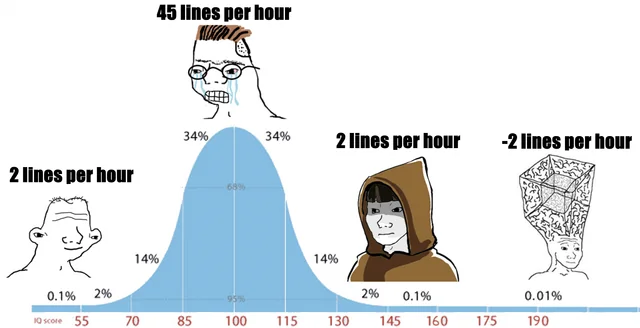 45 lines per hour
34% 34%
2 lines per hour -2 lines per hour
2 lines per hour
68%
14% 14%
0.1% 2% 95% 2% 0.1% 0.01%
IQ score 55 70 85 100 115 130 145 160 175 190